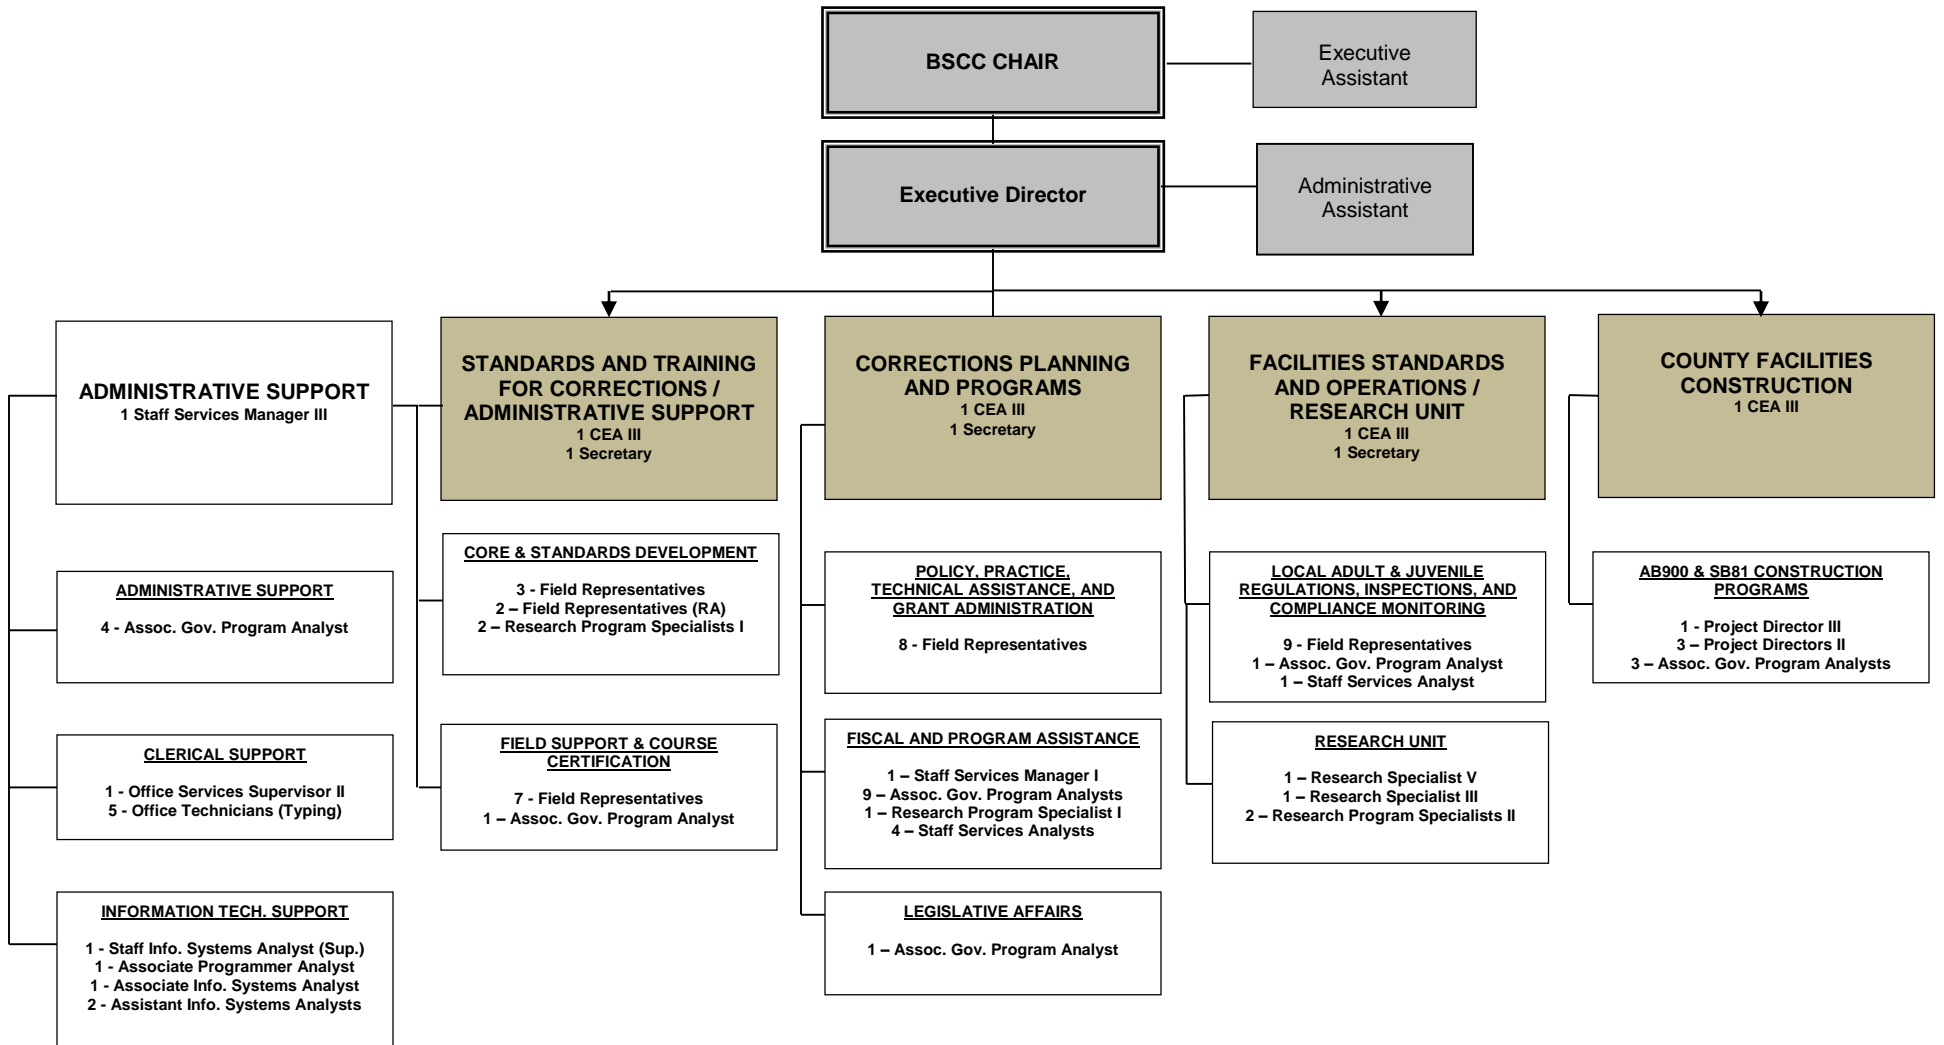 BSCC CHAIR
Executive
Assistant
Executive Director
Administrative
Assistant
ADMINISTRATIVE SUPPORT
1 Staff Services Manager III
STANDARDS AND TRAINING
FOR CORRECTIONS /
ADMINISTRATIVE SUPPORT
1 CEA III
1 Secretary
CORRECTIONS PLANNING
AND PROGRAMS
1 CEA III
1 Secretary
FACILITIES STANDARDS
AND OPERATIONS /
RESEARCH UNIT
1 CEA III
1 Secretary
COUNTY FACILITIES
CONSTRUCTION
1 CEA III
ADMINISTRATIVE SUPPORT
4 - Assoc. Gov. Program Analyst
CLERICAL SUPPORT
1 - Office Services Supervisor II
5 - Office Technicians (Typing)
INFORMATION TECH. SUPPORT
1 - Staff Info. Systems Analyst (Sup.)
1 - Associate Programmer Analyst
1 - Associate Info. Systems Analyst
2 - Assistant Info. Systems Analysts
CORE & STANDARDS DEVELOPMENT
3 - Field Representatives
2 – Field Representatives (RA)
2 – Research Program Specialists I
FIELD SUPPORT & COURSE
CERTIFICATION
7 - Field Representatives
1 – Assoc. Gov. Program Analyst
POLICY, PRACTICE,
TECHNICAL ASSISTANCE, AND
GRANT ADMINISTRATION
8 - Field Representatives
FISCAL AND PROGRAM ASSISTANCE
1 – Staff Services Manager I
9 – Assoc. Gov. Program Analysts
1 – Research Program Specialist I
4 – Staff Services Analysts
LEGISLATIVE AFFAIRS
1 – Assoc. Gov. Program Analyst
LOCAL ADULT & JUVENILE
REGULATIONS, INSPECTIONS, AND
COMPLIANCE MONITORING
9 - Field Representatives
1 – Assoc. Gov. Program Analyst
1 – Staff Services Analyst
RESEARCH UNIT
1 – Research Specialist V
1 – Research Specialist III
2 – Research Program Specialists II
AB900 & SB81 CONSTRUCTION
PROGRAMS
1 - Project Director III
3 – Project Directors II
3 – Assoc. Gov. Program Analysts